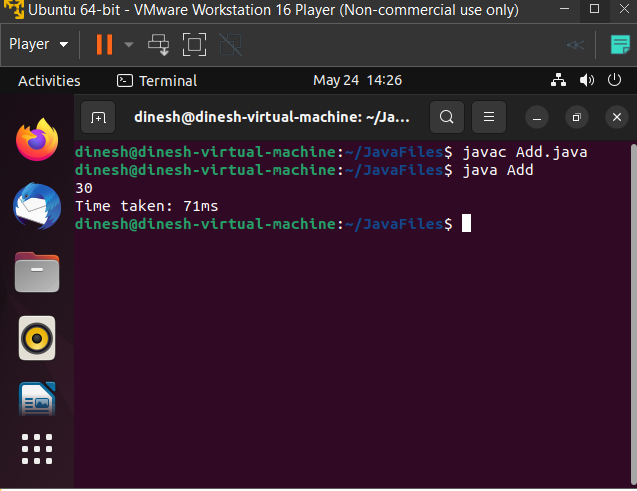 Ubuntu 64-bit - VMware Workstation 16 Player (Non-commercial use only)
Player
Activities Terminal May 24 14:26
dinesh@dinesh-virtual-machine: ~/Ja...
dinesh@dinesh-virtual-machine:~/JavaFiles$ javac Add.java
dinesh@dinesh-virtual-machine:~/JavaFiles$ java Add
30
Time taken: 71ms
dinesh@dinesh-virtual-machine:~/JavaFiles$